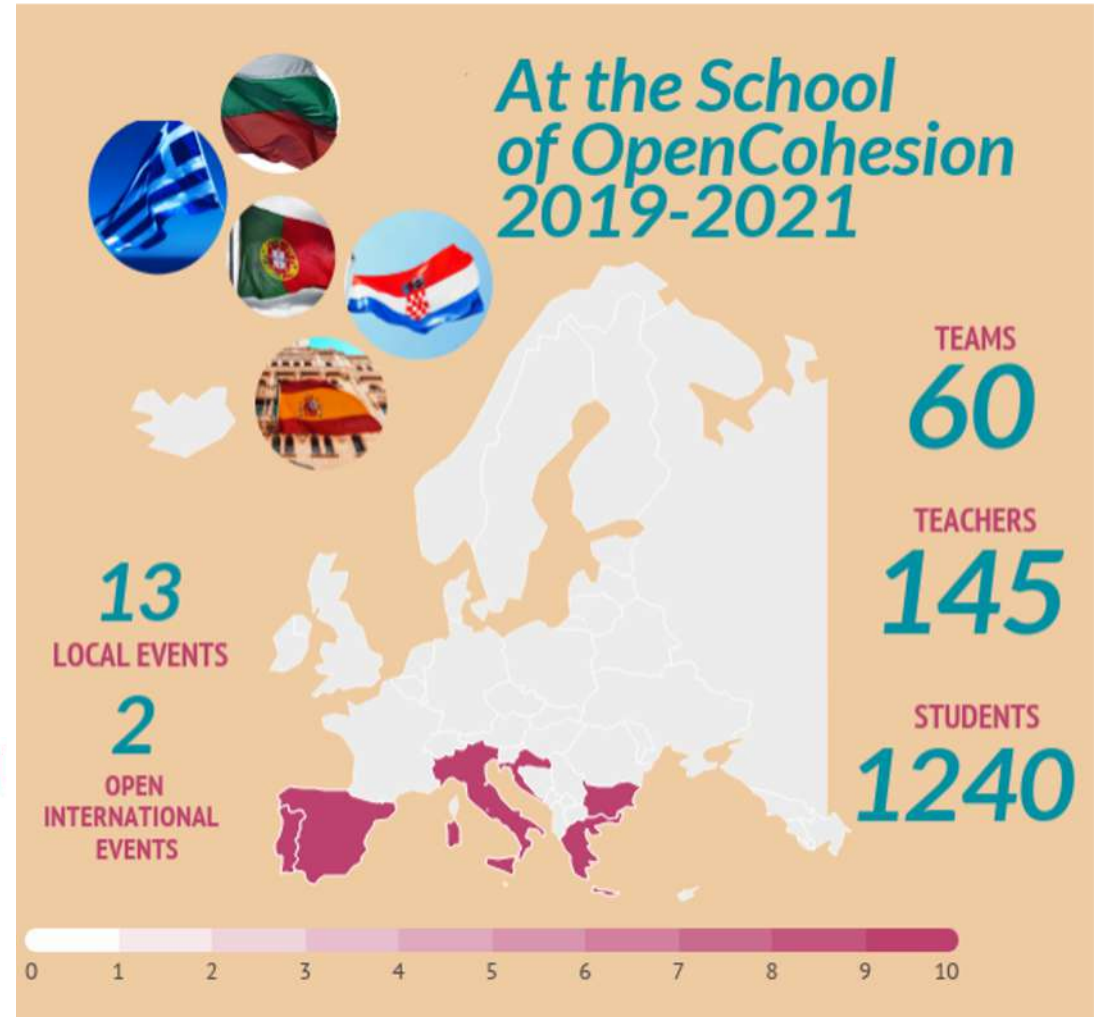 At the School
of OpenCohesion
2019-2021
TEAMS
60
TEACHERS
145
STUDENTS
1240
13
LOCAL EVENTS
2
OPEN
INTERNATIONAL
EVENTS
0 1 2 3 4 5 6 7 8 9 10